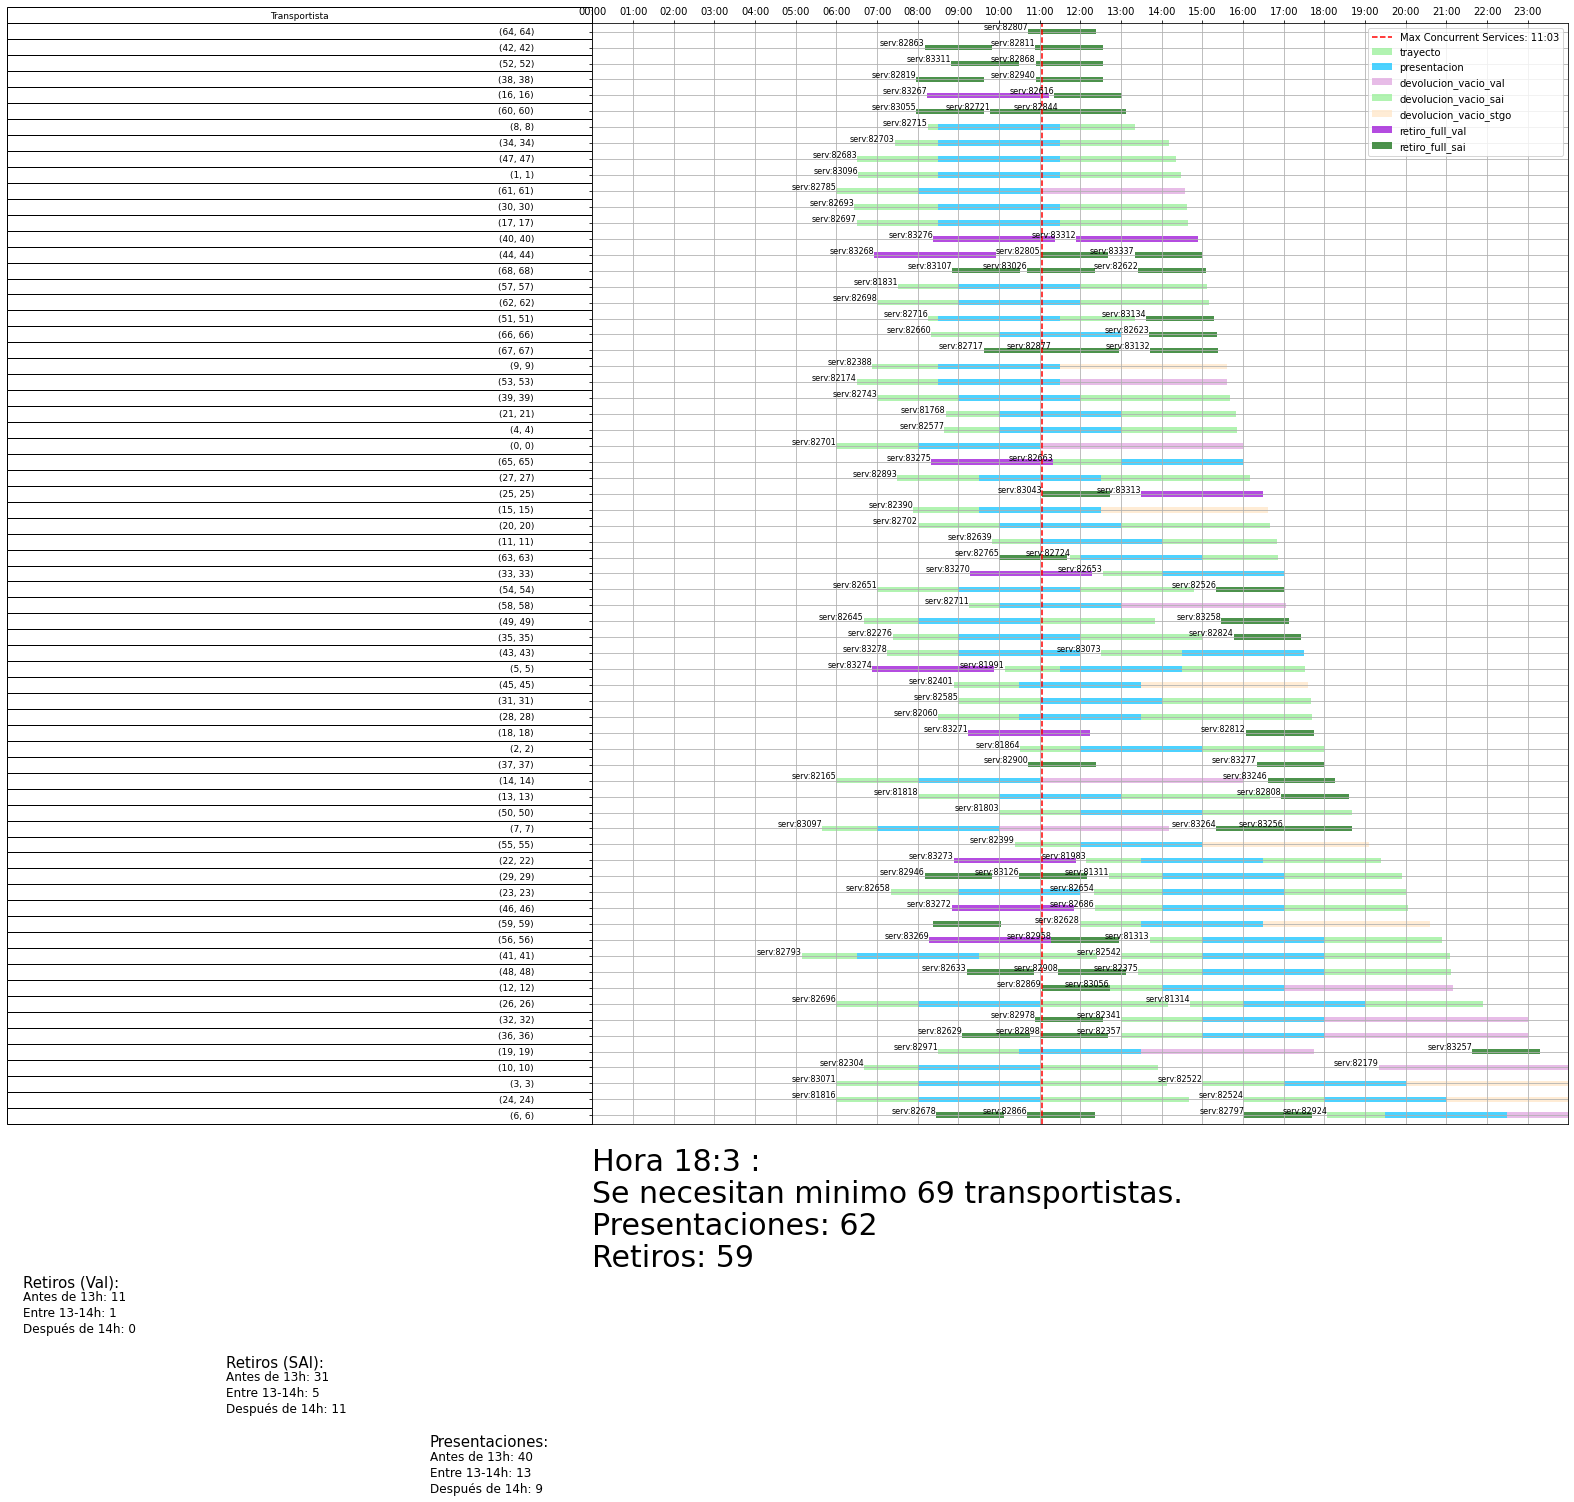 Transportista
00:00 01:00 02:00 03:00 04:00 05:00 06:00 07:00 08:00 09:00 10:00 11:00 12:00 13:00 14:00 15:00 16:00 17:00 18:00 19:00 20:00 21:00 22:00 23:00
Max Concurrent Services: 11:03
trayecto
presentacion
devolucion_vacio_val
devolucion_vacio_sai
devolucion_vacio_stgo
retiro_full_val
retiro_full_sai
(64, 64) serv:82807
(42, 42) serv:82863 serv:82811
(52, 52) serv:83311 serv:82868
(38, 38) serv:82819 serv:82940
(16, 16) serv:83267 serv:82616
(60, 60) serv:83055 serv:82721 serv:82844
(8, 8) serv:82715
(34, 34) serv:82703
(47, 47) serv:82683
(1, 1) serv:83096
(61, 61) serv:82785
(30, 30) serv:82693
(17, 17) serv:82697
(40, 40) serv:83276 serv:83312
(44, 44) serv:83268 serv:82805 serv:83337
(68, 68) serv:83107 serv:83026 serv:82622
(57, 57) serv:81831
(62, 62) serv:82698
(51, 51) serv:82716 serv:83134
(66, 66) serv:82660 serv:82623
(67, 67) serv:82717 serv:82877 serv:83132
(9, 9) serv:82388
(53, 53) serv:82174
(39, 39) serv:82743
(21, 21) serv:81768
(4, 4) serv:82577
(0, 0) serv:82701
(65, 65) serv:83275 serv:82663
(27, 27) serv:82893
(25, 25) serv:83043 serv:83313
(15, 15) serv:82390
(20, 20) serv:82702
(11, 11) serv:82639
(63, 63) serv:82765 serv:82724
(33, 33) serv:83270 serv:82653
(54, 54) serv:82651 serv:82526
(58, 58) serv:82711
(49, 49) serv:82645 serv:83258
(35, 35) serv:82276 serv:82824
(43, 43) serv:83278 serv:83073
(5, 5) serv:83274 serv:81991
(45, 45) serv:82401
(31, 31) serv:82585
(28, 28) serv:82060
(18, 18) serv:83271 serv:82812
(2, 2) serv:81864
(37, 37) serv:82900 serv:83277
(14, 14) serv:82165 serv:83246
(13, 13) serv:81818 serv:82808
(50, 50) serv:81803
(7, 7) serv:83097 serv:83264 serv:83256
(55, 55) serv:82399
(22, 22) serv:83273 serv:81983
(29, 29) serv:82946 serv:83126 serv:81311
(23, 23) serv:82658 serv:82654
(46, 46) serv:83272 serv:82686
(59, 59) serv:82628
(56, 56) serv:83269 serv:82958 serv:81313
(41, 41) serv:82793 serv:82542
(48, 48) serv:82633 serv:82908 serv:82375
(12, 12) serv:82869 serv:83056
(26, 26) serv:82696 serv:81314
(32, 32) serv:82978 serv:82341
(36, 36) serv:82629 serv:82898 serv:82357
(19, 19) serv:82971 serv:83257
(10, 10) serv:82304 serv:82179
(3, 3) serv:83071 serv:82522
(24, 24) serv:81816 serv:82524
(6, 6) serv:82678 serv:82866 serv:82797 serv:82924
Hora 18:3 :
Se necesitan minimo 69 transportistas.
Presentaciones: 62
Retiros: 59
Retiros (Val):
Antes de 13h: 11
Entre 13-14h: 1
Después de 14h: 0
Retiros (SAI):
Antes de 13h: 31
Entre 13-14h: 5
Después de 14h: 11
Presentaciones:
Antes de 13h: 40
Entre 13-14h: 13
Después de 14h: 9